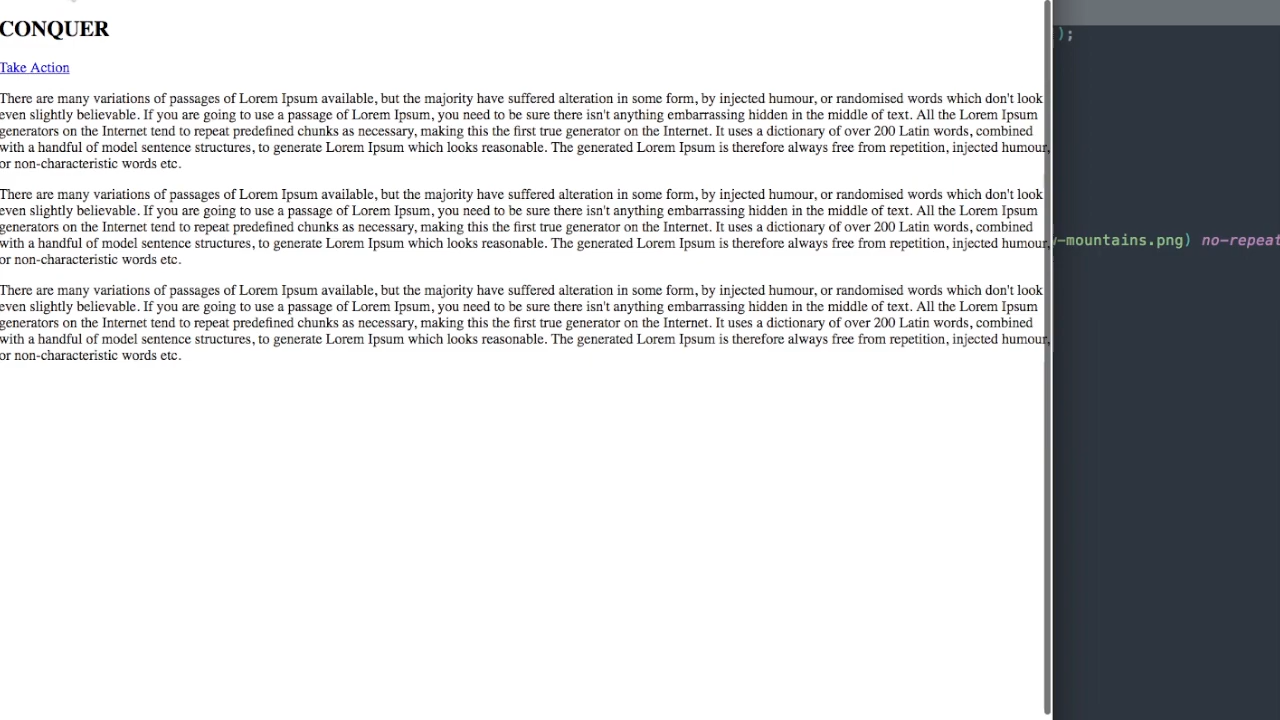 CONQUER
Take Action
There are many variations of passages of Lorem Ipsum available, but the majority have suffered alteration in some form, by injected humour, or randomised words which don't look
even slightly believable. If you are going to use a passage of Lorem Ipsum, you need to be sure there isn't anything embarrassing hidden in the middle of text. All the Lorem Ipsum
generators on the Internet tend to repeat predefined chunks as necessary, making this the first true generator on the Internet. It uses a dictionary of over 200 Latin words, combined
with a handful of model sentence structures, to generate Lorem Ipsum which looks reasonable. The generated Lorem Ipsum is therefore always free from repetition, injected humour,
or non-characteristic words etc.
There are many variations of passages of Lorem Ipsum available, but the majority have suffered alteration in some form, by injected humour, or randomised words which don't look
even slightly believable. If you are going to use a passage of Lorem Ipsum, you need to be sure there isn't anything embarrassing hidden in the middle of text. All the Lorem Ipsum
generators on the Internet tend to repeat predefined chunks as necessary, making this the first true generator on the Internet. It uses a dictionary of over 200 Latin words, combined
with a handful of model sentence structures, to generate Lorem Ipsum which looks reasonable. The generated Lorem Ipsum is therefore always free from repetition, injected humour,
or non-characteristic words etc.
There are many variations of passages of Lorem Ipsum available, but the majority have suffered alteration in some form, by injected humour, or randomised words which don't look
even slightly believable. If you are going to use a passage of Lorem Ipsum, you need to be sure there isn't anything embarrassing hidden in the middle of text. All the Lorem Ipsum
generators on the Internet tend to repeat predefined chunks as necessary, making this the first true generator on the Internet. It uses a dictionary of over 200 Latin words, combined
with a handful of model sentence structures, to generate Lorem Ipsum which looks reasonable. The generated Lorem Ipsum is therefore always free from repetition, injected humour,
or non-characteristic words etc.
);
-mountains.png) no-repeat